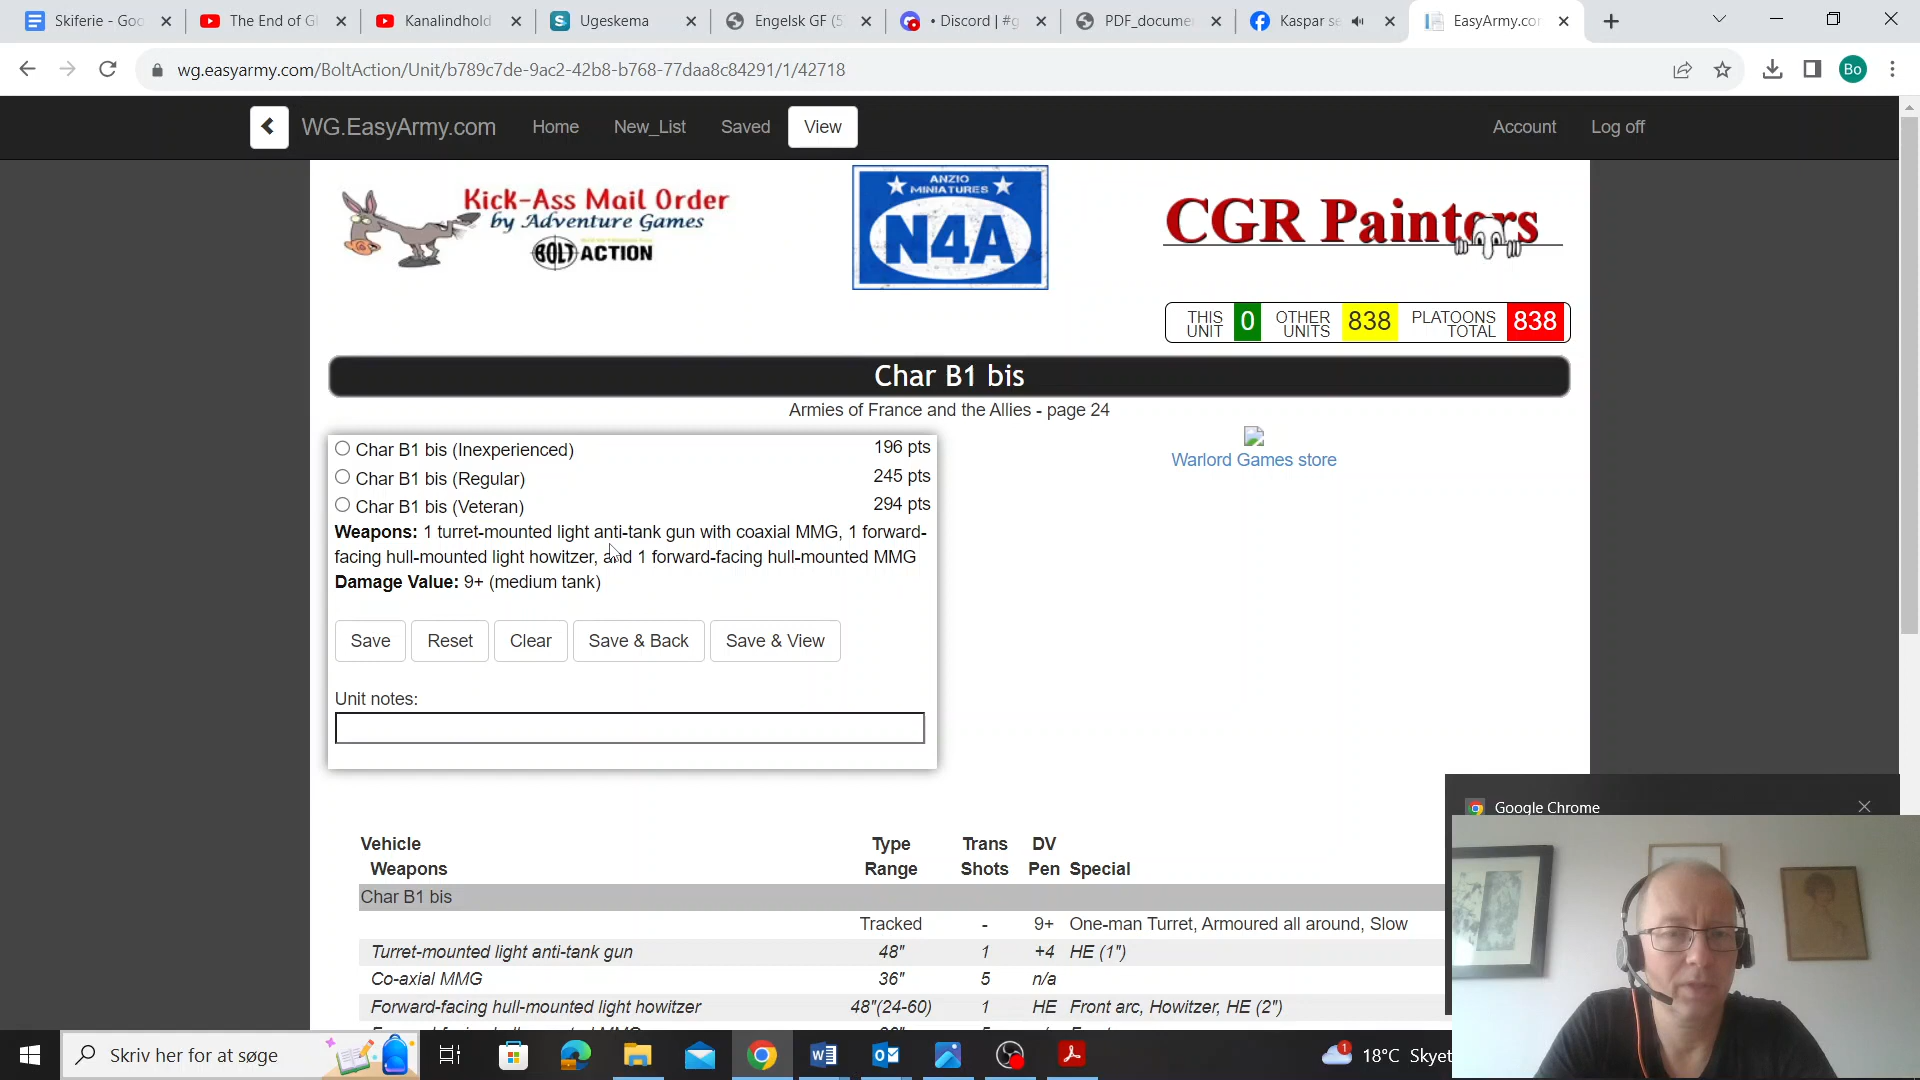 Skiferie - Goo
The End of Gl
Kanalindhold
Ugeskema
Engelsk GF (5
• Discord | #g
PDF_docume
Kaspar se
EasyArmy.cor
wg.easyarmy.com/BoltAction/Unit/b789c7de-9ac2-42b8-b768-77daa8c84291/1/42718
Bo
WG.EasyArmy.com Home New_List Saved View Account Log off
Kick-Ass Mail Order
by Adventure Games
BOLT ACTION
ANZIO
MINIATURES
N4A
CGR Painters
THIS UNIT 0 OTHER UNITS 838 PLATOONS TOTAL 838
Char B1 bis
Armies of France and the Allies - page 24
Char B1 bis (Inexperienced) 196 pts
Char B1 bis (Regular) 245 pts
Char B1 bis (Veteran) 294 pts
Weapons: 1 turret-mounted light anti-tank gun with coaxial MMG, 1 forward-
facing hull-mounted light howitzer, and 1 forward-facing hull-mounted MMG
Damage Value: 9+ (medium tank)
Warlord Games store
Save Reset Clear Save & Back Save & View
Unit notes:
Google Chrome
Vehicle Type Trans DV
Weapons Range Shots Pen Special
Char B1 bis
Tracked - 9+ One-man Turret, Armoured all around, Slow
Turret-mounted light anti-tank gun 48" 1 +4 HE (1")
Co-axial MMG 36" 5 n/a
Forward-facing hull-mounted light howitzer 48"(24-60) 1 HE Front arc, Howitzer, HE (2")
Skriv her for at søge
1
18°C Skyet